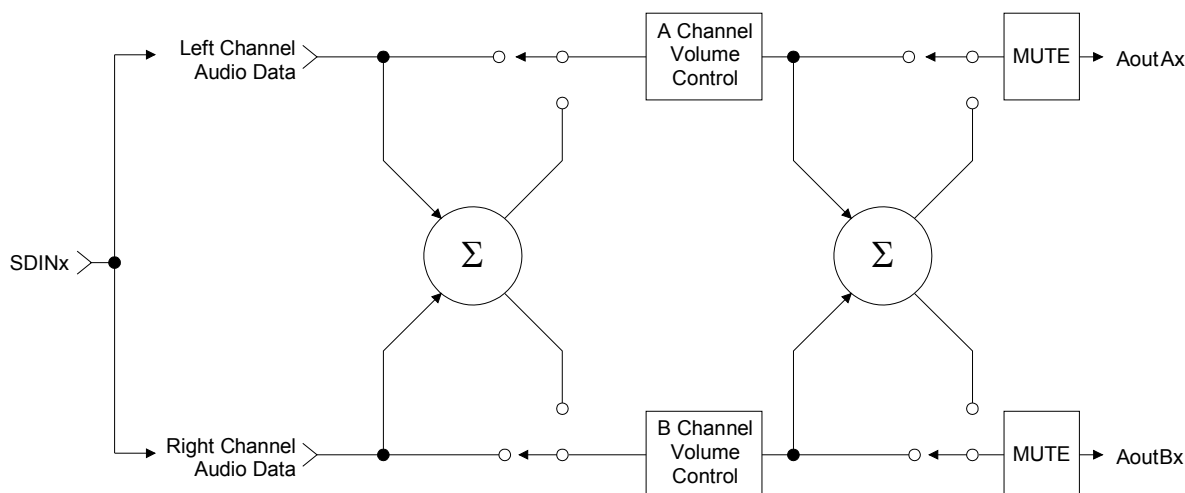 Left Channel
Audio Data
A Channel
Volume
Control
MUTE
AoutAx
SDINx
Σ
Σ
Right Channel
Audio Data
B Channel
Volume
Control
MUTE
AoutBx